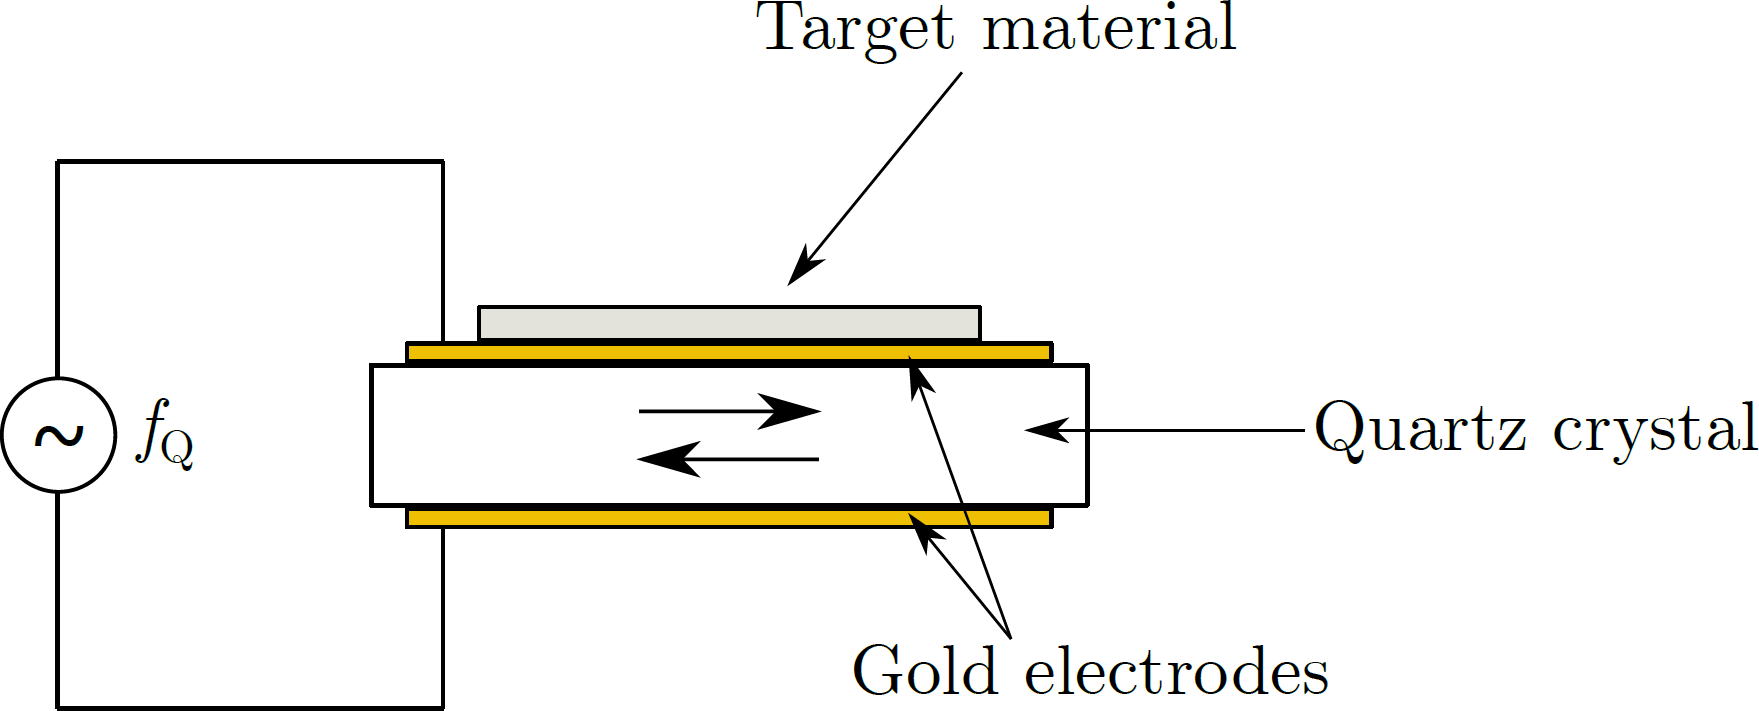 Target material
~
f_Q
Quartz crystal
Gold electrodes